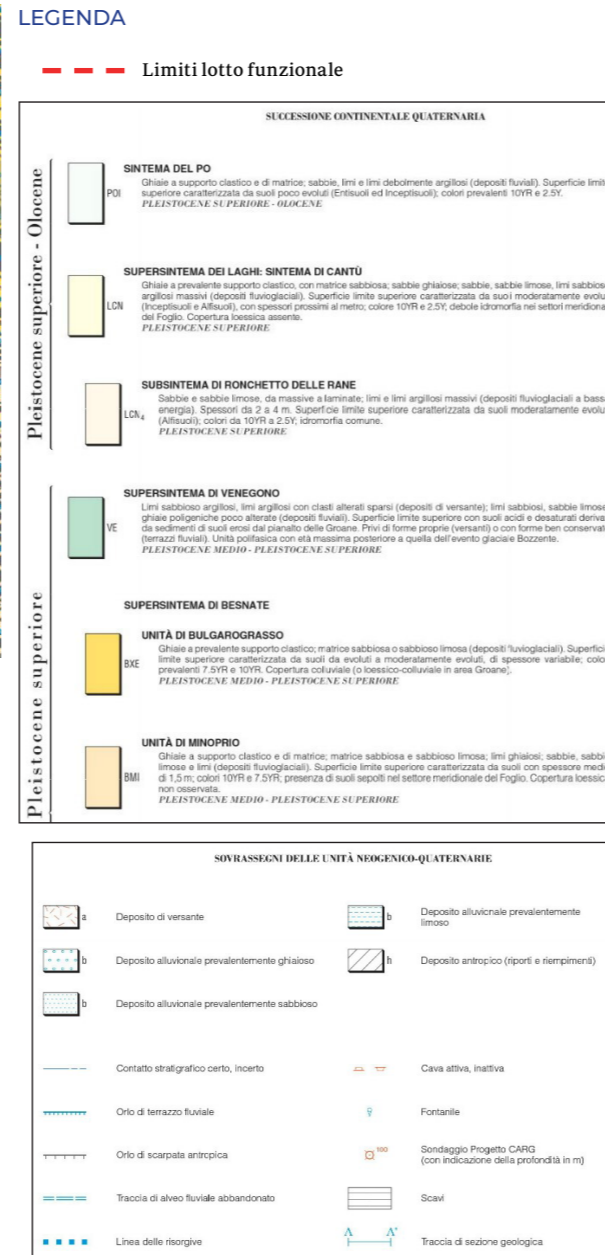 LEGENDA
Limiti lotto funzionale
SUCCESSIONE CONTINENTALE QUATERNARIA
Pleistocene superiore - Olocene
SINTEMA DEL PO
POI
Ghiaie a supporto clastico e di matrice; sabbie, limi e limi debolmente argillosi (depositi fluviali). Superficie limit
superiore caratterizzata da suoli poco evoluti (Entisuoli ed Inceptisuoli); colori prevalenti 10YR e 2.5Y.
PLEISTOCENE SUPERIORE - OLOCENE
SUPERSINTEMA DEI LAGHI: SINTEMA DI CANTÙ
LCN
Ghiaie a prevalente supporto clastico, con matrice sabbiosa; sabbie ghiaiose; sabbie, sabbie limose, limi sabbios
argillosi massivi (depositi fluvioglaciali). Superficie limite superiore caratterizzata da suoli moderatamente evolu
(Inceptisuoli e Alfisuoli), con spessori prossimi al metro; colore 10YR e 2.5Y; debole idromorfia nei settori meridiona
del Foglio. Copertura loessica assente.
PLEISTOCENE SUPERIORE
SUBSINTEMA DI RONCHETTO DELLE RANE
LCN4
Sabbie e sabbie limose, da massive a laminate; limi e limi argillosi massivi (depositi fluvioglaciali a bass
energia). Spessori da 2 a 4 m. Superficie limite superiore caratterizzata da suoli moderatamente evolu
(Alfisuoli); colori da 10YR a 2.5Y; idromorfia comune.
PLEISTOCENE SUPERIORE
Pleistocene superiore
SUPERSINTEMA DI VENEGONO
VE
Limi sabbioso argillosi, limi argillosi con clasti alterati sparsi (depositi di versante); limi sabbiosi, sabbie limose
ghiaie poligeniche poco alterate (depositi fluviali). Superficie limite superiore con suoli acidi e desaturati deriva
da sedimenti di suoli erosi dal pianalto delle Groane. Privi di forme proprie (versanti) o con forme ben conservat
(terrazzi fluviali). Unità polifasica con età massima posteriore a quella dell'evento glaciale Bozzente.
PLEISTOCENE MEDIO - PLEISTOCENE SUPERIORE
SUPERSINTEMA DI BESNATE
UNITÀ DI BULGAROGRASSO
BXE
Ghiaie a prevalente supporto clastico; matrice sabbiosa o sabbioso limosa (depositi fluvioglaciali). Superfici
limite superiore caratterizzata da suoli da evoluti a moderatamente evoluti, di spessore variabile; colo
prevalenti 7.5YR e 10YR. Copertura colluviale (o loessico-colluviale in area Groane).
PLEISTOCENE MEDIO - PLEISTOCENE SUPERIORE
UNITÀ DI MINOPRIO
BMI
Ghiaie a supporto clastico e di matrice; matrice sabbiosa e sabbioso limosa; limi ghiaiosi; sabbie, sabbi
limose e limi (depositi fluvioglaciali). Superficie limite superiore caratterizzata da suoli con spessore medi
di 1,5 m; colori 10YR e 7.5YR; presenza di suoli sepolti nel settore meridionale del Foglio. Copertura loessic
non osservata.
PLEISTOCENE MEDIO - PLEISTOCENE SUPERIORE
SOVRASSEGNI DELLE UNITÀ NEOGENICO-QUATERNARIE
a Deposito di versante
b Deposito alluvionale prevalentemente
limoso
b Deposito alluvionale prevalentemente ghiaioso
h Deposito antropico (riporti e riempimenti)
b Deposito alluvionale prevalentemente sabbioso
Contatto stratigrafico certo, incerto
Cava attiva, inattiva
Orlo di terrazzo fluviale
Fontanile
Orlo di scarpata antropica
100 Sondaggio Progetto CARG
(con indicazione della profondità in m)
Traccia di alveo fluviale abbandonato
Scavi
Linea delle risorgive
A A' Traccia di sezione geologica